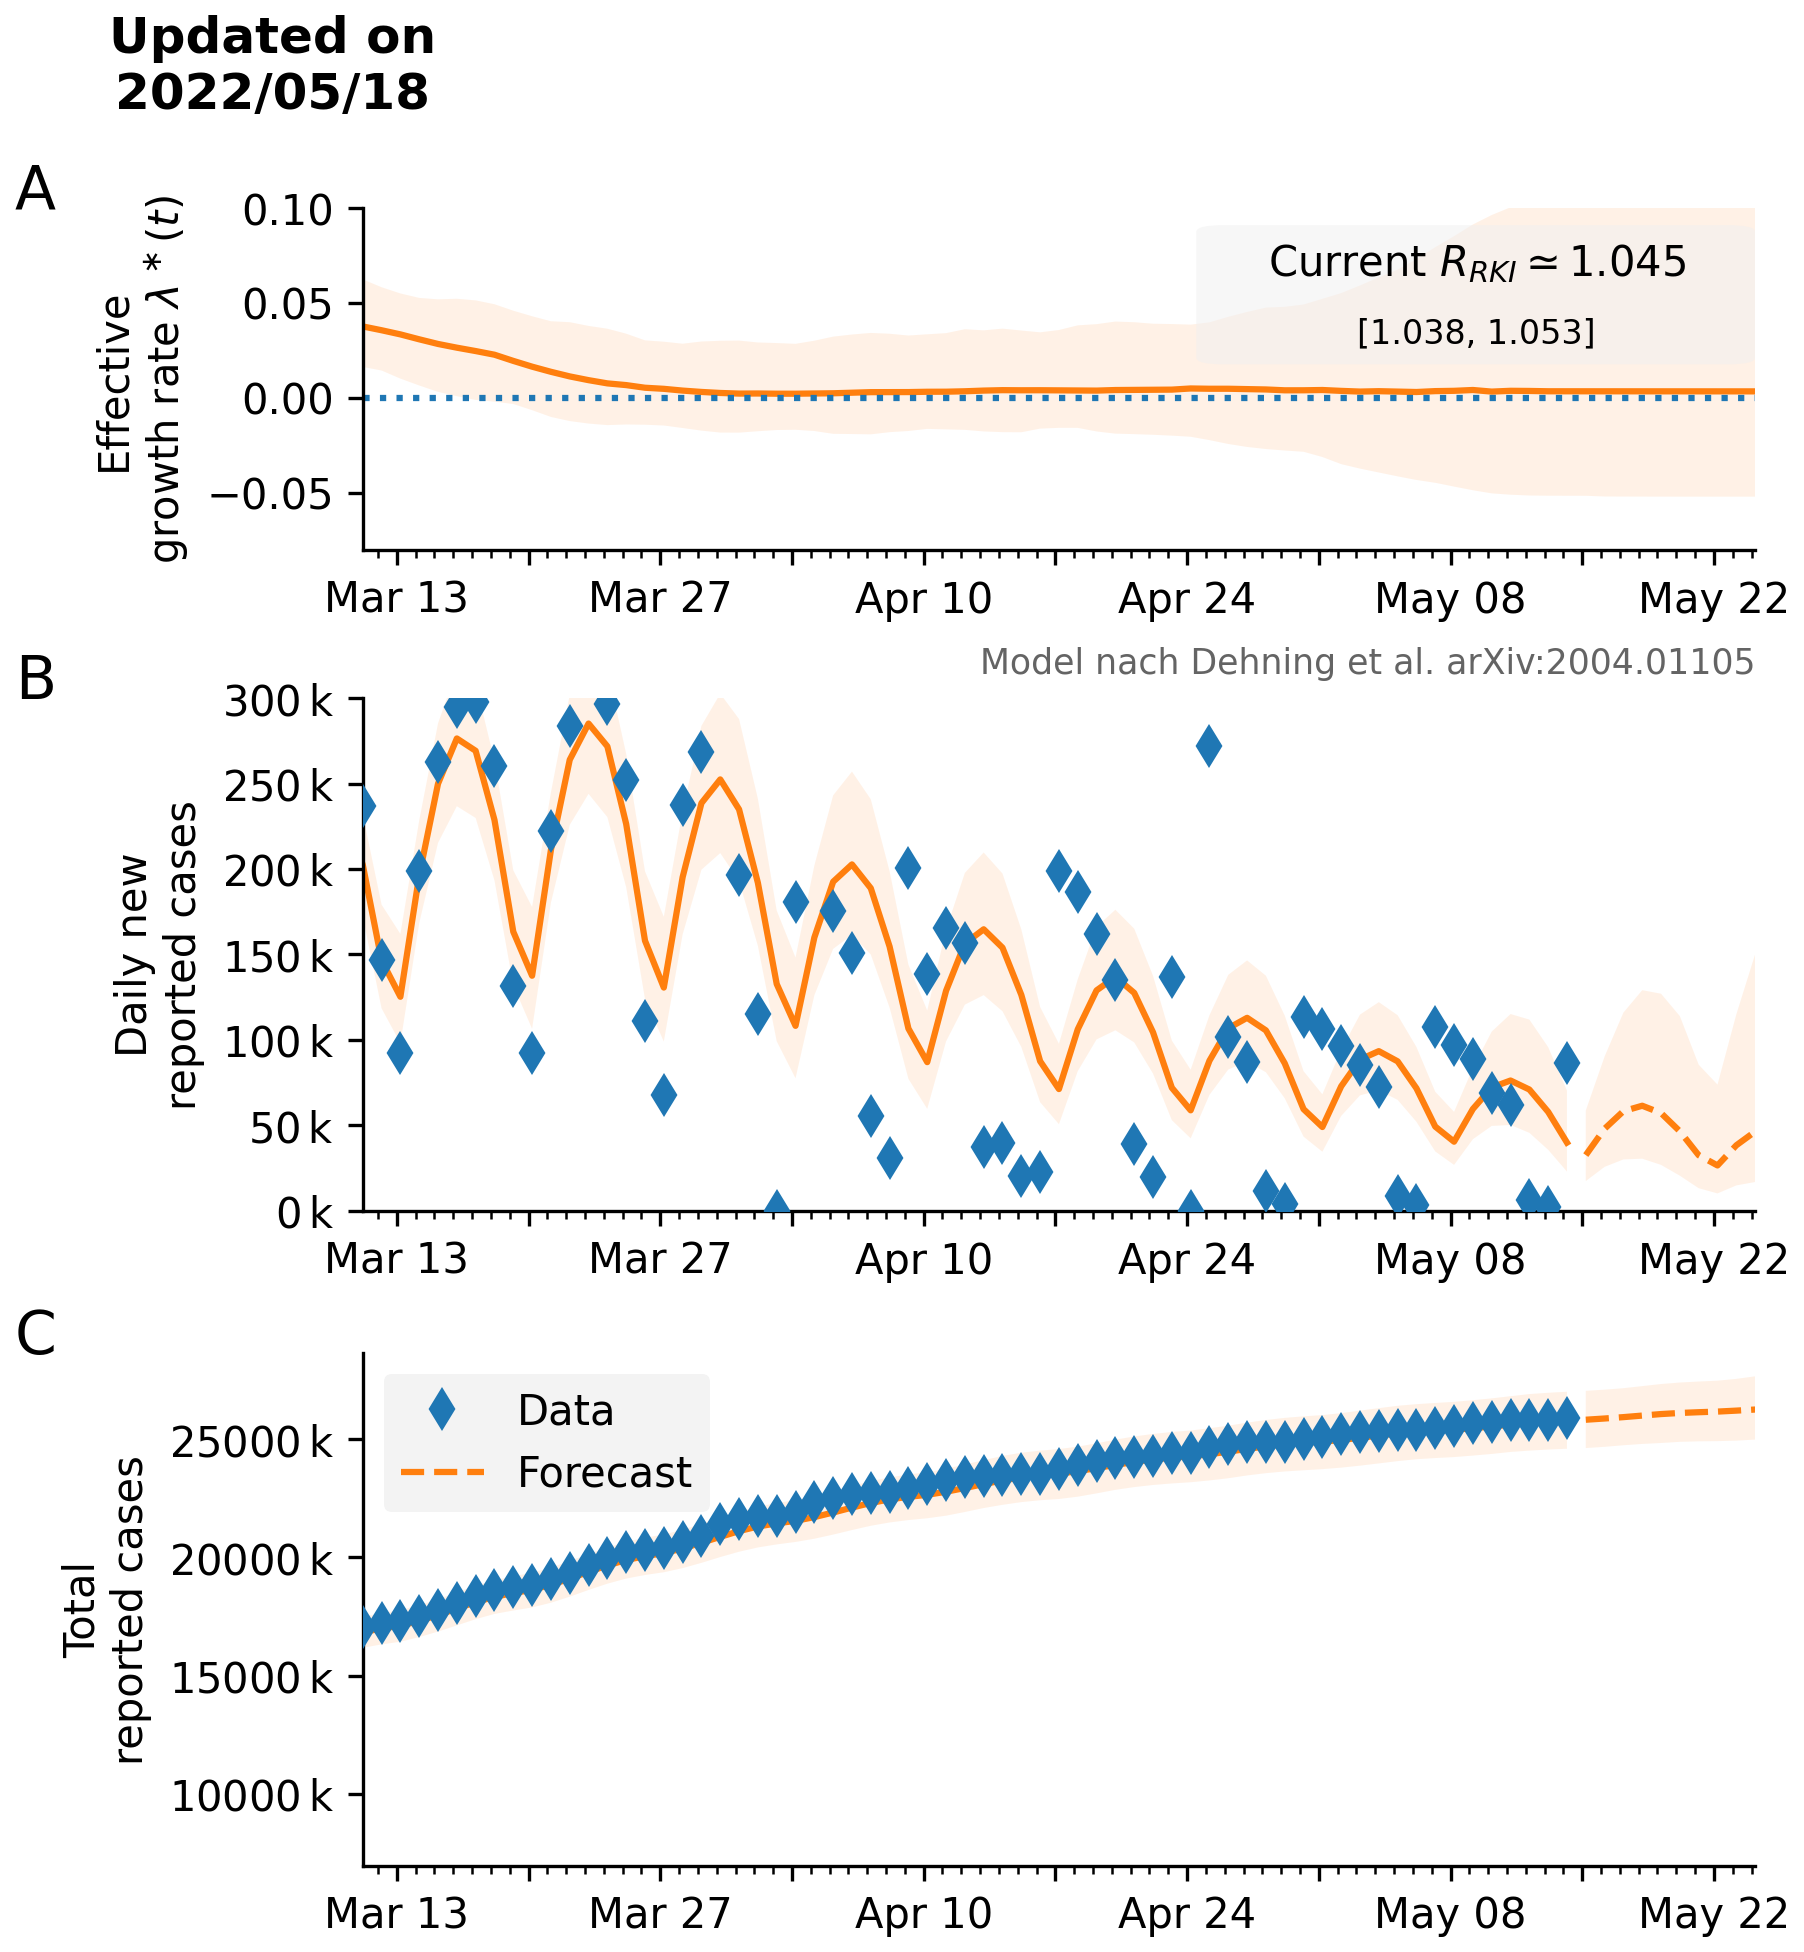 Updated on
2022/05/18
A
Effective
growth rate λ * (t)
0.10
0.05
0.00
−0.05
Current R_RKI ≃ 1.045
[1.038, 1.053]
Mar 13
Mar 27
Apr 10
Apr 24
May 08
May 22
Model nach Dehning et al. arXiv:2004.01105
B
Daily new
reported cases
300 k
250 k
200 k
150 k
100 k
50 k
0 k
Mar 13
Mar 27
Apr 10
Apr 24
May 08
May 22
C
Total
reported cases
25000 k
20000 k
15000 k
10000 k
Data
Forecast
Mar 13
Mar 27
Apr 10
Apr 24
May 08
May 22